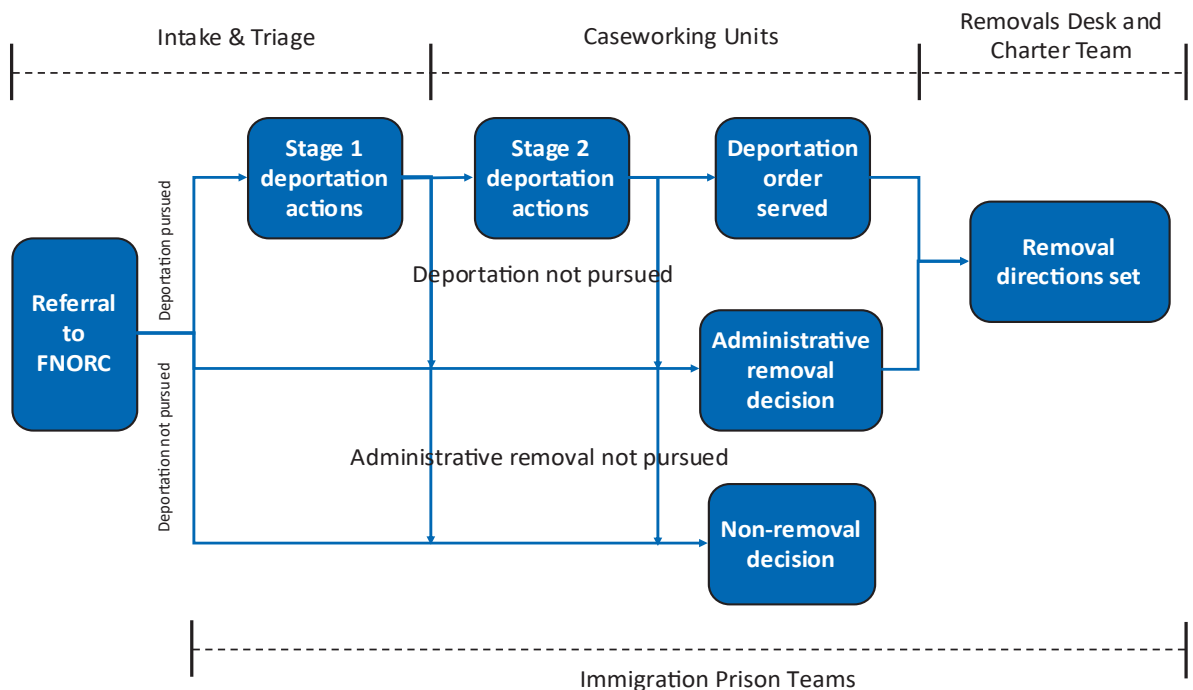 Intake & Triage
Caseworking Units
Removals Desk and
Charter Team
Stage 1
deportation
actions
Stage 2
deportation
actions
Deportation
order
served
Deportation pursued
Referral
to
FNORC
Deportation not pursued
Removal
directions set
Deportation not pursued
Administrative
removal
decision
Administrative removal not pursued
Non-removal
decision
Immigration Prison Teams